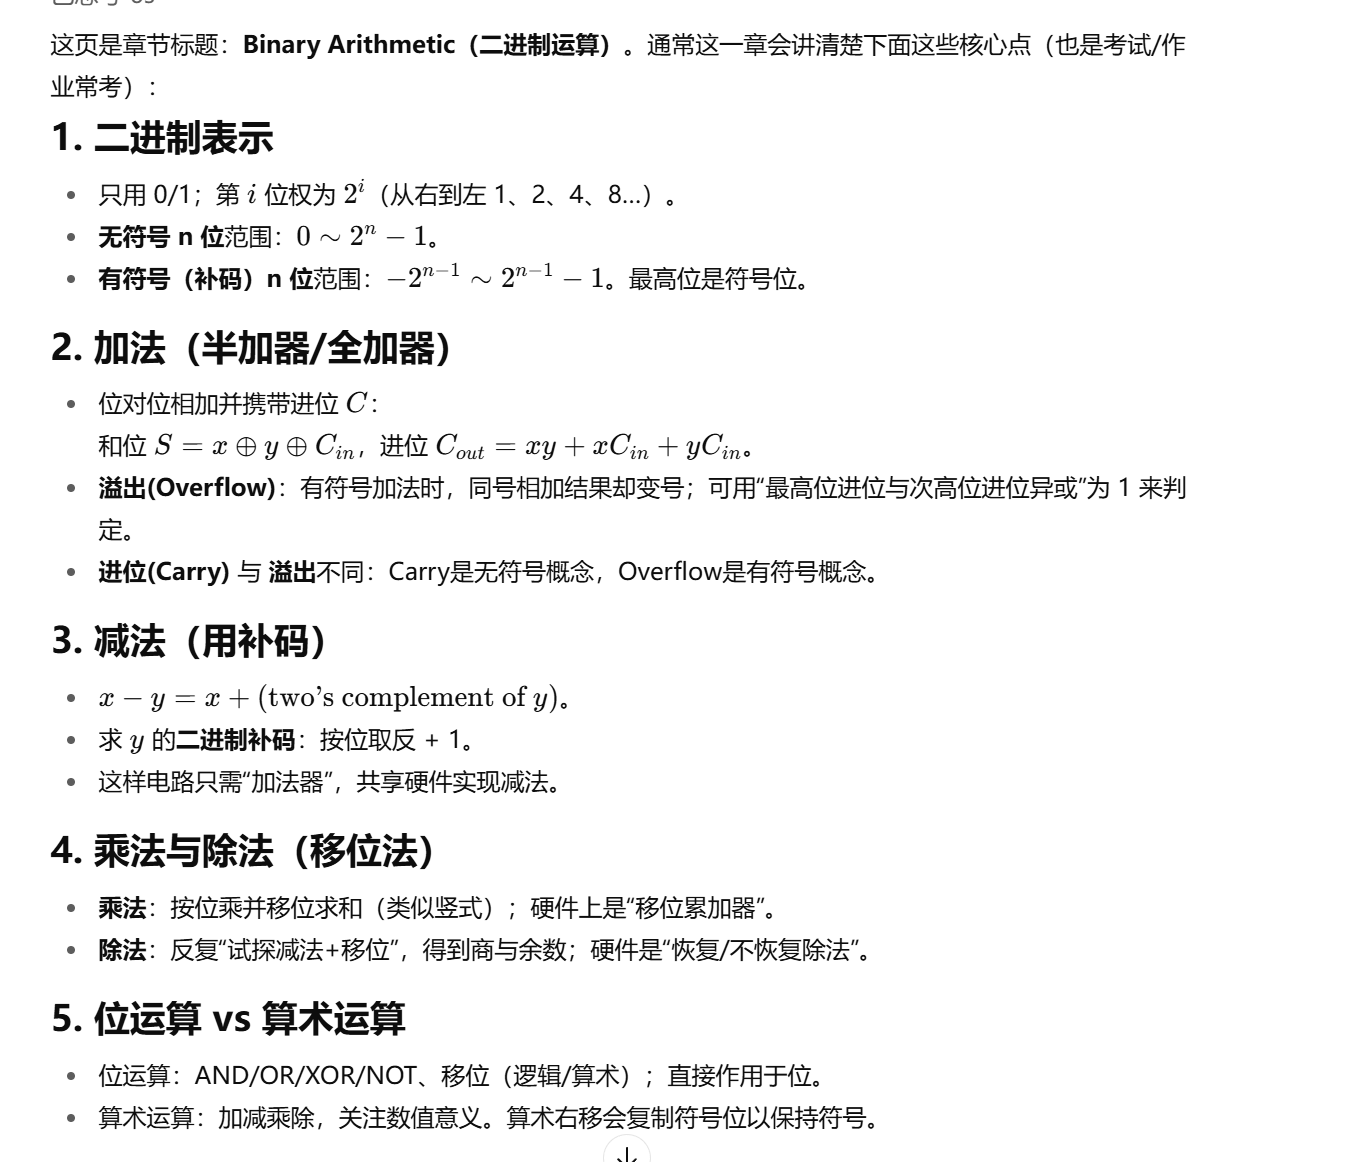 这页是章节标题：Binary Arithmetic（二进制运算）。通常这一章会讲清楚下面这些核心点（也是考试/作
业常考）：
1. 二进制表示
• 只用 0/1；第 i 位权为 2^i（从右到左 1、2、4、8…）。
• 无符号 n 位范围：0 ∼ 2^n − 1。
• 有符号（补码）n 位范围：−2^{n−1} ∼ 2^{n−1} − 1。最高位是符号位。
2. 加法（半加器/全加器）
• 位对位相加并携带进位 C：
和位 S = x ⊕ y ⊕ C_{in}，进位 C_{out} = xy + xC_{in} + yC_{in}。
• 溢出(Overflow)：有符号加法时，同号相加结果却变号；可用“最高位进位与次高位进位异或”为 1 来判
定。
• 进位(Carry) 与 溢出不同：Carry是无符号概念，Overflow是有符号概念。
3. 减法（用补码）
• x − y = x + (two’s complement of y)。
• 求 y 的二进制补码：按位取反 + 1。
• 这样电路只需“加法器”，共享硬件实现减法。
4. 乘法与除法（移位法）
• 乘法：按位乘并移位求和（类似竖式）；硬件上是“移位累加器”。
• 除法：反复“试探减法+移位”，得到商与余数；硬件是“恢复/不恢复除法”。
5. 位运算 vs 算术运算
• 位运算：AND/OR/XOR/NOT、移位（逻辑/算术）；直接作用于位。
• 算术运算：加减乘除，关注数值意义。算术右移会复制符号位以保持符号。